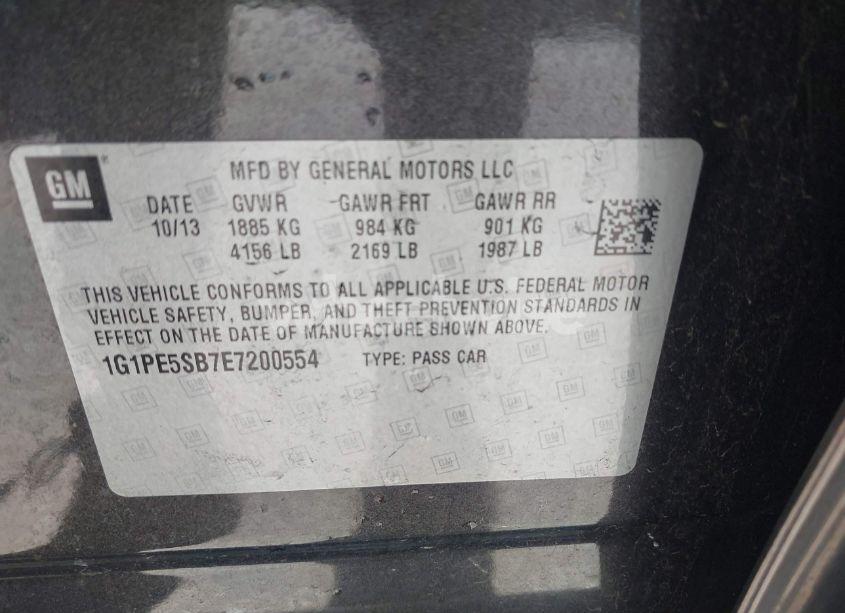 GM
MFD BY GENERAL MOTORS LLC
DATE GVWR GAWR FRT GAWR RR
10/13 1885 KG 984 KG 901 KG
4156 LB 2169 LB 1987 LB
THIS VEHICLE CONFORMS TO ALL APPLICABLE U.S. FEDERAL MOTOR
VEHICLE SAFETY, BUMPER, AND THEFT PREVENTION STANDARDS IN
EFFECT ON THE DATE OF MANUFACTURE SHOWN ABOVE.
1G1PE5SB7E7200554 TYPE: PASS CAR